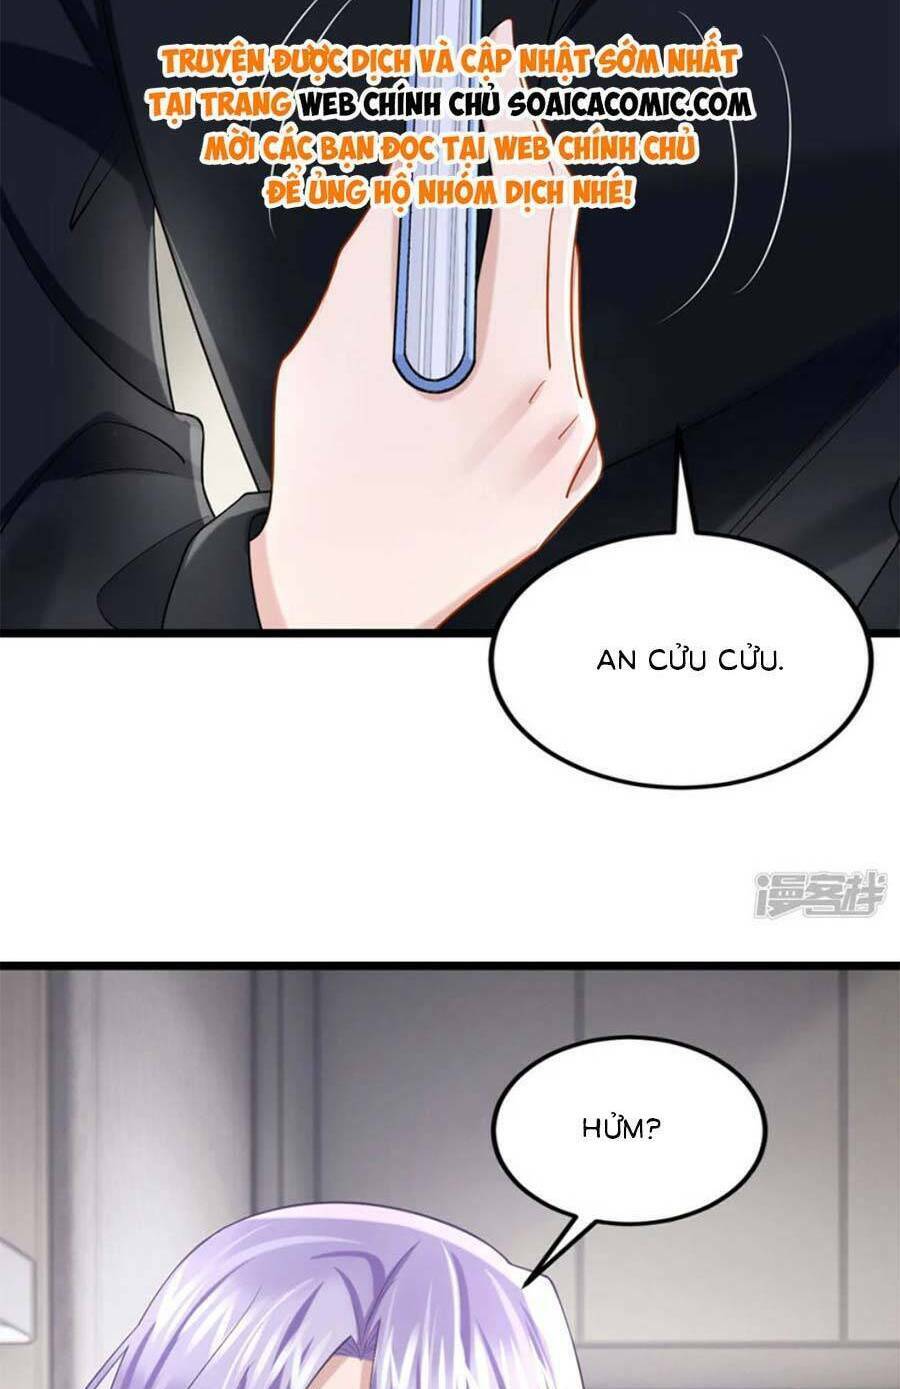 TRUYỆN ĐƯỢC DỊCH VÀ CẬP NHẬT SỚM NHẤT
TẠI TRANG WEB CHÍNH CHỦ SOAICACOMIC.COM
MỜI CÁC BẠN ĐỌC TẠI WEB CHÍNH CHỦ
ĐỂ ỦNG HỘ NHÓM DỊCH NHÉ!
AN CỬU CỬU.
漫客栈
HỬM?